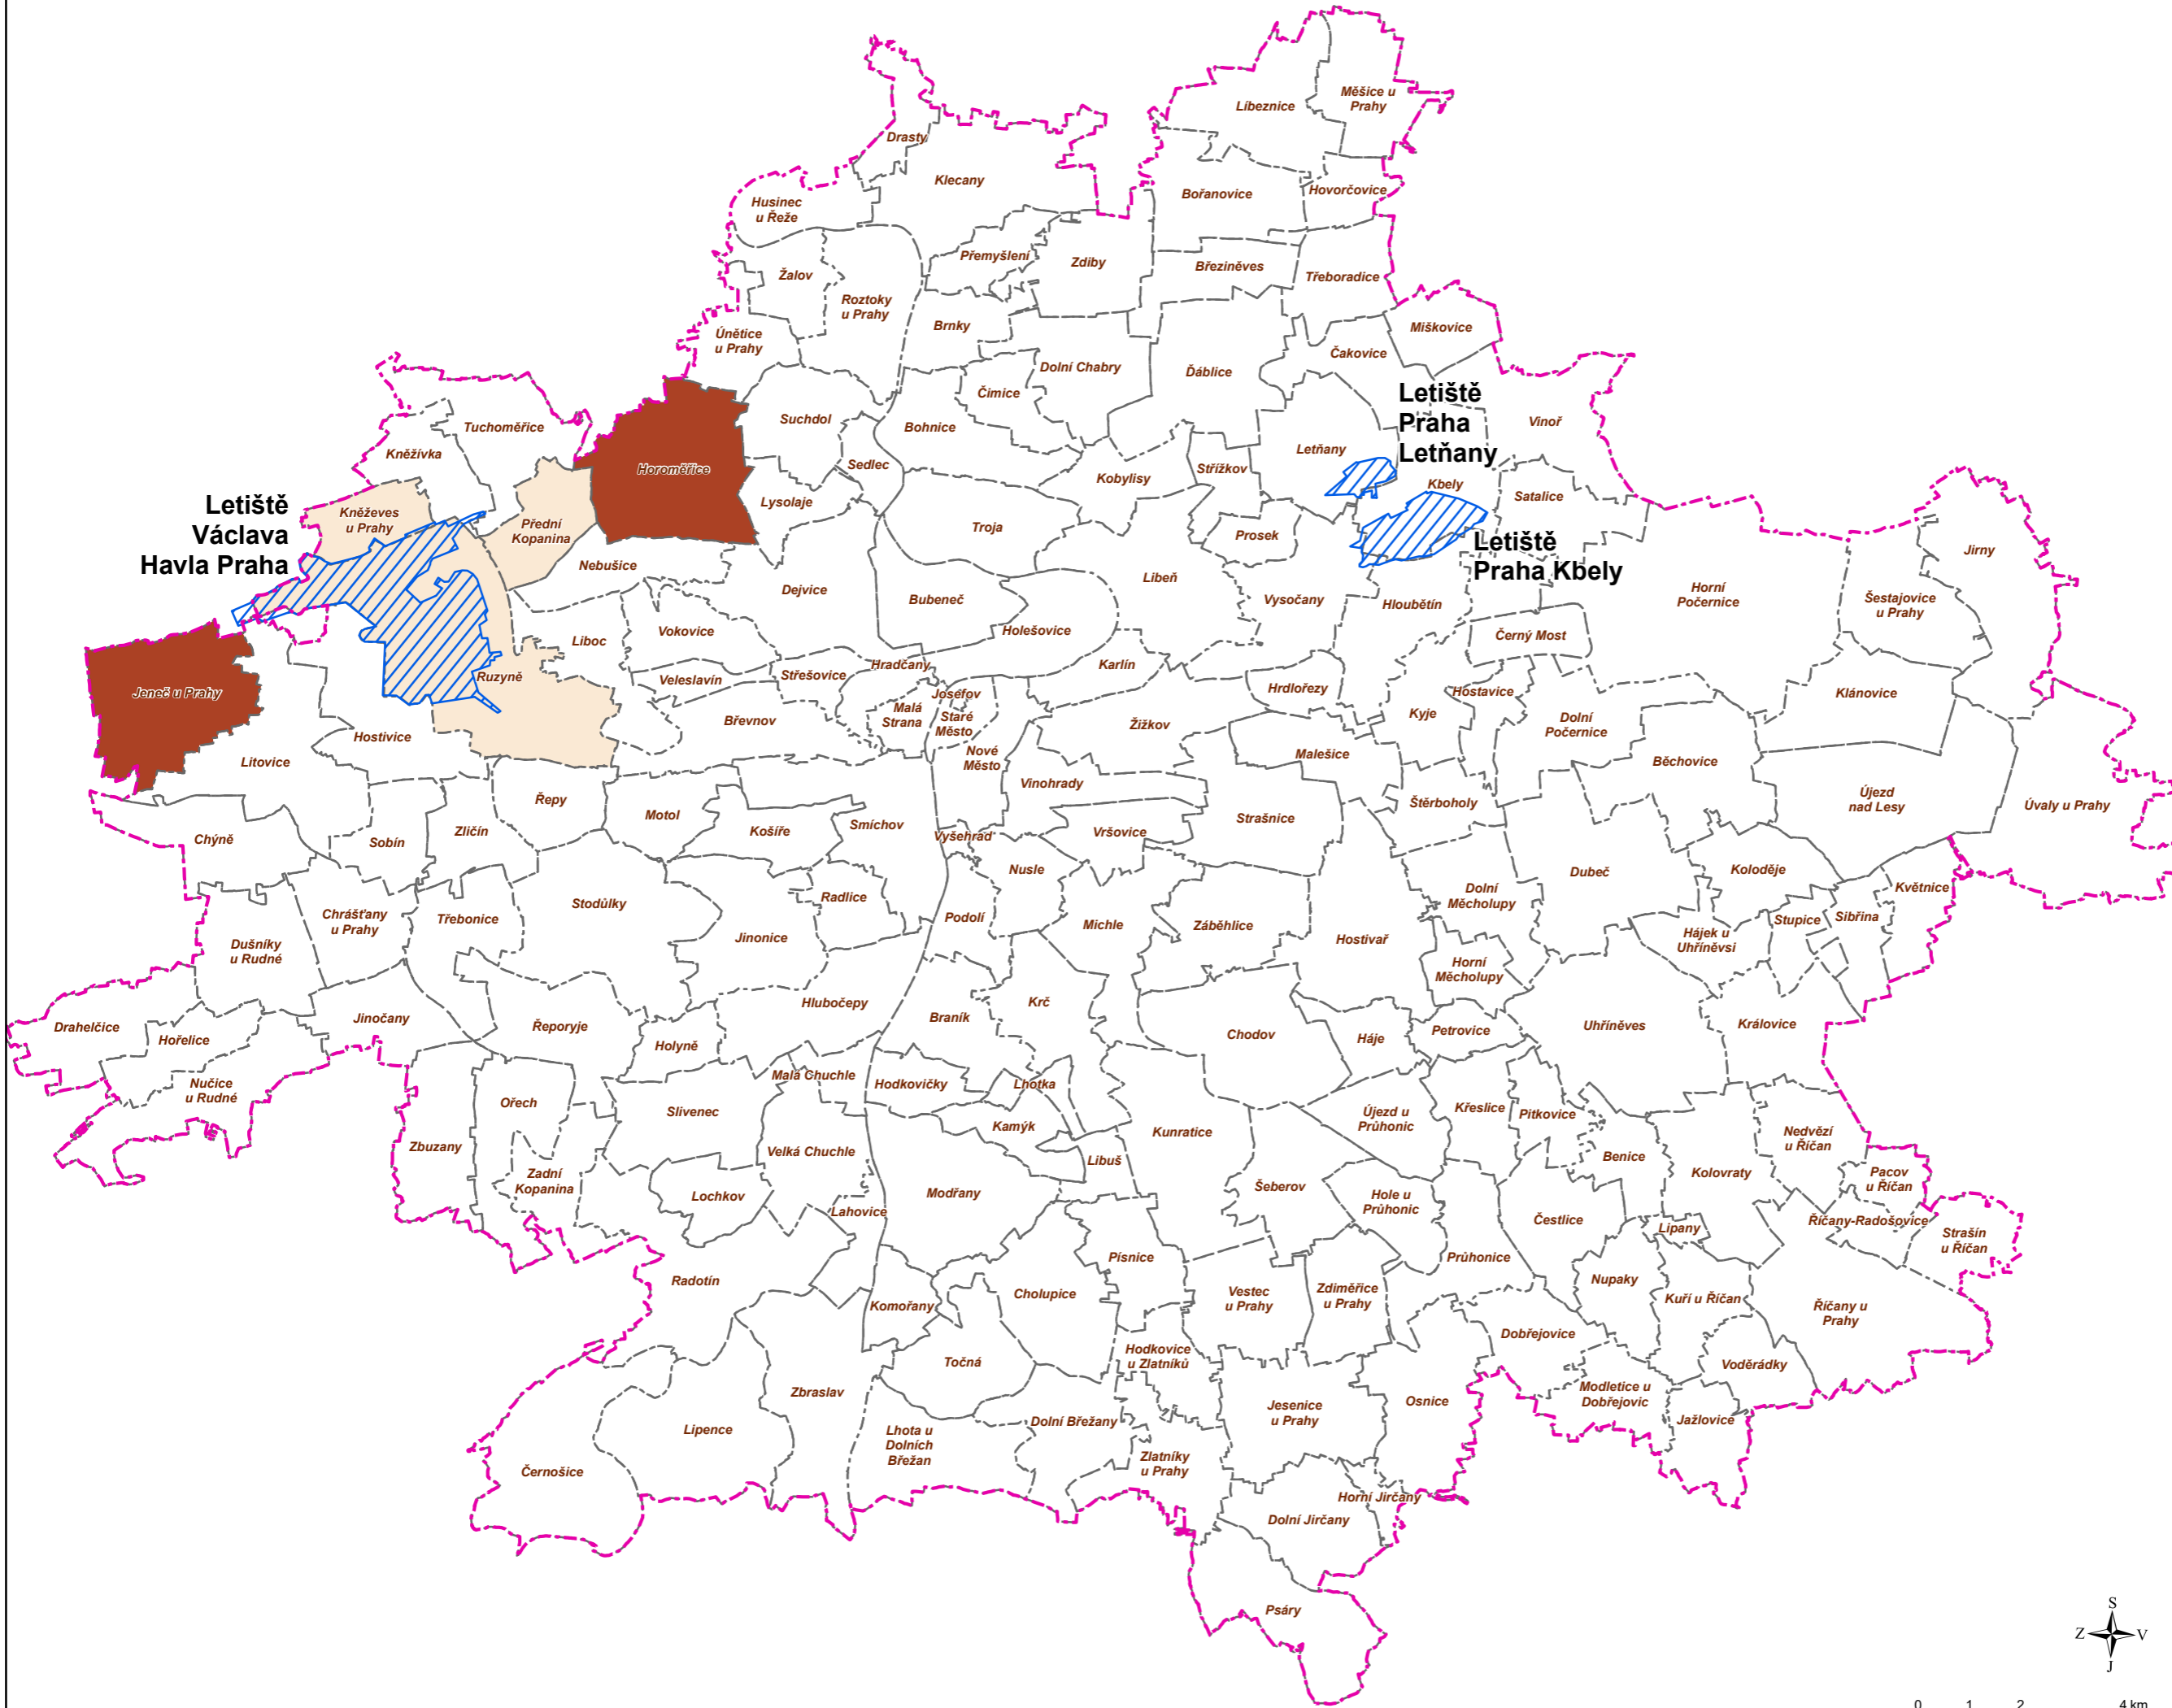 Líbeznice
Měšice u
Prahy
Drasty
Klecany
Husinec
u Řeže
Bořanovice
Hovorčovice
Přemyšlení
Zdiby
Březiněves
Třeboradice
Žalov
Roztoky
u Prahy
Brnky
Miškovice
Únětice
u Prahy
Čakovice
Dolní Chabry
Ďáblice
Čimice
Letiště
Praha
Letňany
Suchdol
Bohnice
Vinoř
Tuchoměřice
Kněžívka
Letňany
Horoměřice
Sedlec
Kobylisy
Střížkov
Kbely
Satalice
Lysolaje
Letiště
Václava
Havla Praha
Kněževes
u Prahy
Přední
Kopanina
Troja
Prosek
Letiště
Praha Kbely
Jirny
Nebušice
Dejvice
Bubeneč
Libeň
Vysočany
Hloubětín
Horní
Počernice
Šestajovice
u Prahy
Liboc
Vokovice
Holešovice
Černý Most
Hradčany
Karlín
Ruzyně
Veleslavín
Střešovice
Hrdlořezy
Hostavice
Jeneč u Prahy
Josefov
Klánovice
Malá
Strana
Staré
Město
Kyje
Břevnov
Žižkov
Dolní
Počernice
Hostivice
Nové
Město
Malešice
Litovice
Běchovice
Vinohrady
Řepy
Štěrboholy
Újezd
nad Lesy
Úvaly u Prahy
Motol
Košíře
Smíchov
Strašnice
Chýně
Sobín
Zličín
Vyšehrad
Vršovice
Nusle
Dubeč
Koloděje
Květnice
Stodůlky
Radlice
Dolní
Měcholupy
Chrášťany
u Prahy
Třebonice
Podolí
Michle
Záběhlice
Stupice
Sibřina
Dušníky
u Rudné
Jinonice
Hostivař
Hájek u
Uhříněvsi
Horní
Měcholupy
Hlubočepy
Krč
Drahelčice
Hořelice
Jinočany
Řeporyje
Holyně
Braník
Chodov
Háje
Petrovice
Uhříněves
Královice
Nučice
u Rudné
Malá Chuchle
Hodkovičky
Lhotka
Ořech
Slivenec
Kamýk
Újezd u
Průhonic
Křeslice
Pitkovice
Zbuzany
Velká Chuchle
Kunratice
Nedvězí
u Říčan
Zadní
Kopanina
Libuš
Benice
Kolovraty
Pacov
u Říčan
Lochkov
Modřany
Šeberov
Hole u
Průhonic
Lahovice
Čestlice
Lipany
Říčany-Radošovice
Strašín
u Říčan
Písnice
Průhonice
Radotín
Nupaky
Komořany
Cholupice
Vestec
u Prahy
Zdiměřice
u Prahy
Kuří u Říčan
Říčany u
Prahy
Dobřejovice
Točná
Hodkovice
u Zlatníků
Voděrádky
Zbraslav
Modletice u
Dobřejovic
Osnice
Jesenice
u Prahy
Jažlovice
Lipence
Lhota u
Dolních
Břežan
Dolní Břežany
Zlatníky
u Prahy
Černošice
Horní Jirčany
Dolní Jirčany
Psáry
S
Z V
J
0 1 2 4 km